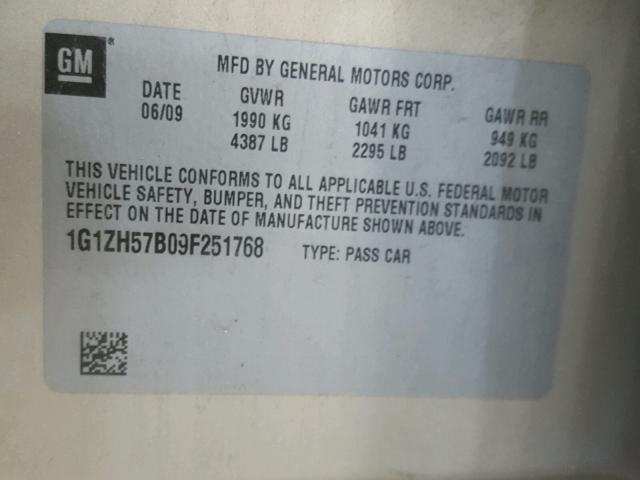 GM
MFD BY GENERAL MOTORS CORP.
DATE GVWR GAWR FRT GAWR RR
06/09 1990 KG 1041 KG 949 KG
4387 LB 2295 LB 2092 LB
THIS VEHICLE CONFORMS TO ALL APPLICABLE U.S. FEDERAL MOTOR
VEHICLE SAFETY, BUMPER, AND THEFT PREVENTION STANDARDS IN
EFFECT ON THE DATE OF MANUFACTURE SHOWN ABOVE.
1G1ZH57B09F251768 TYPE: PASS CAR